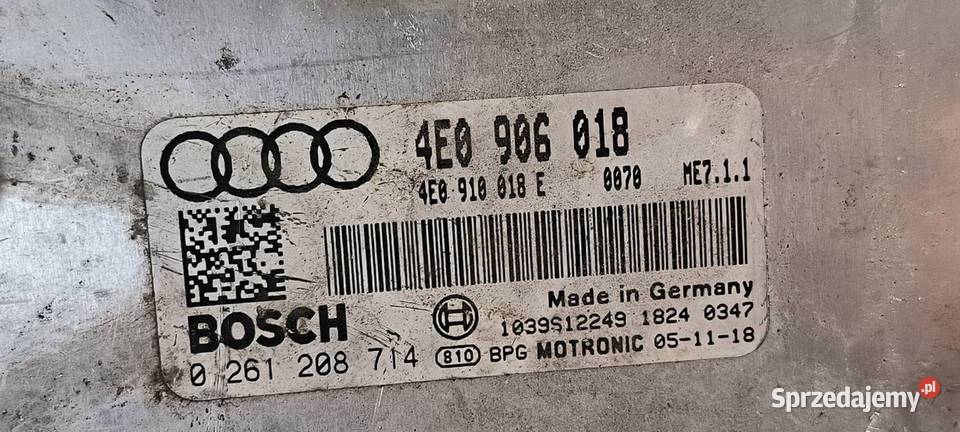 4E0 906 018
4E0 910 018 E 0070 ME7.1.1
Made in Germany
BOSCH
1039S12249 1824 0347
0 261 208 714 810 BPG MOTRONIC 05-11-18
Sprzedajemy.pl